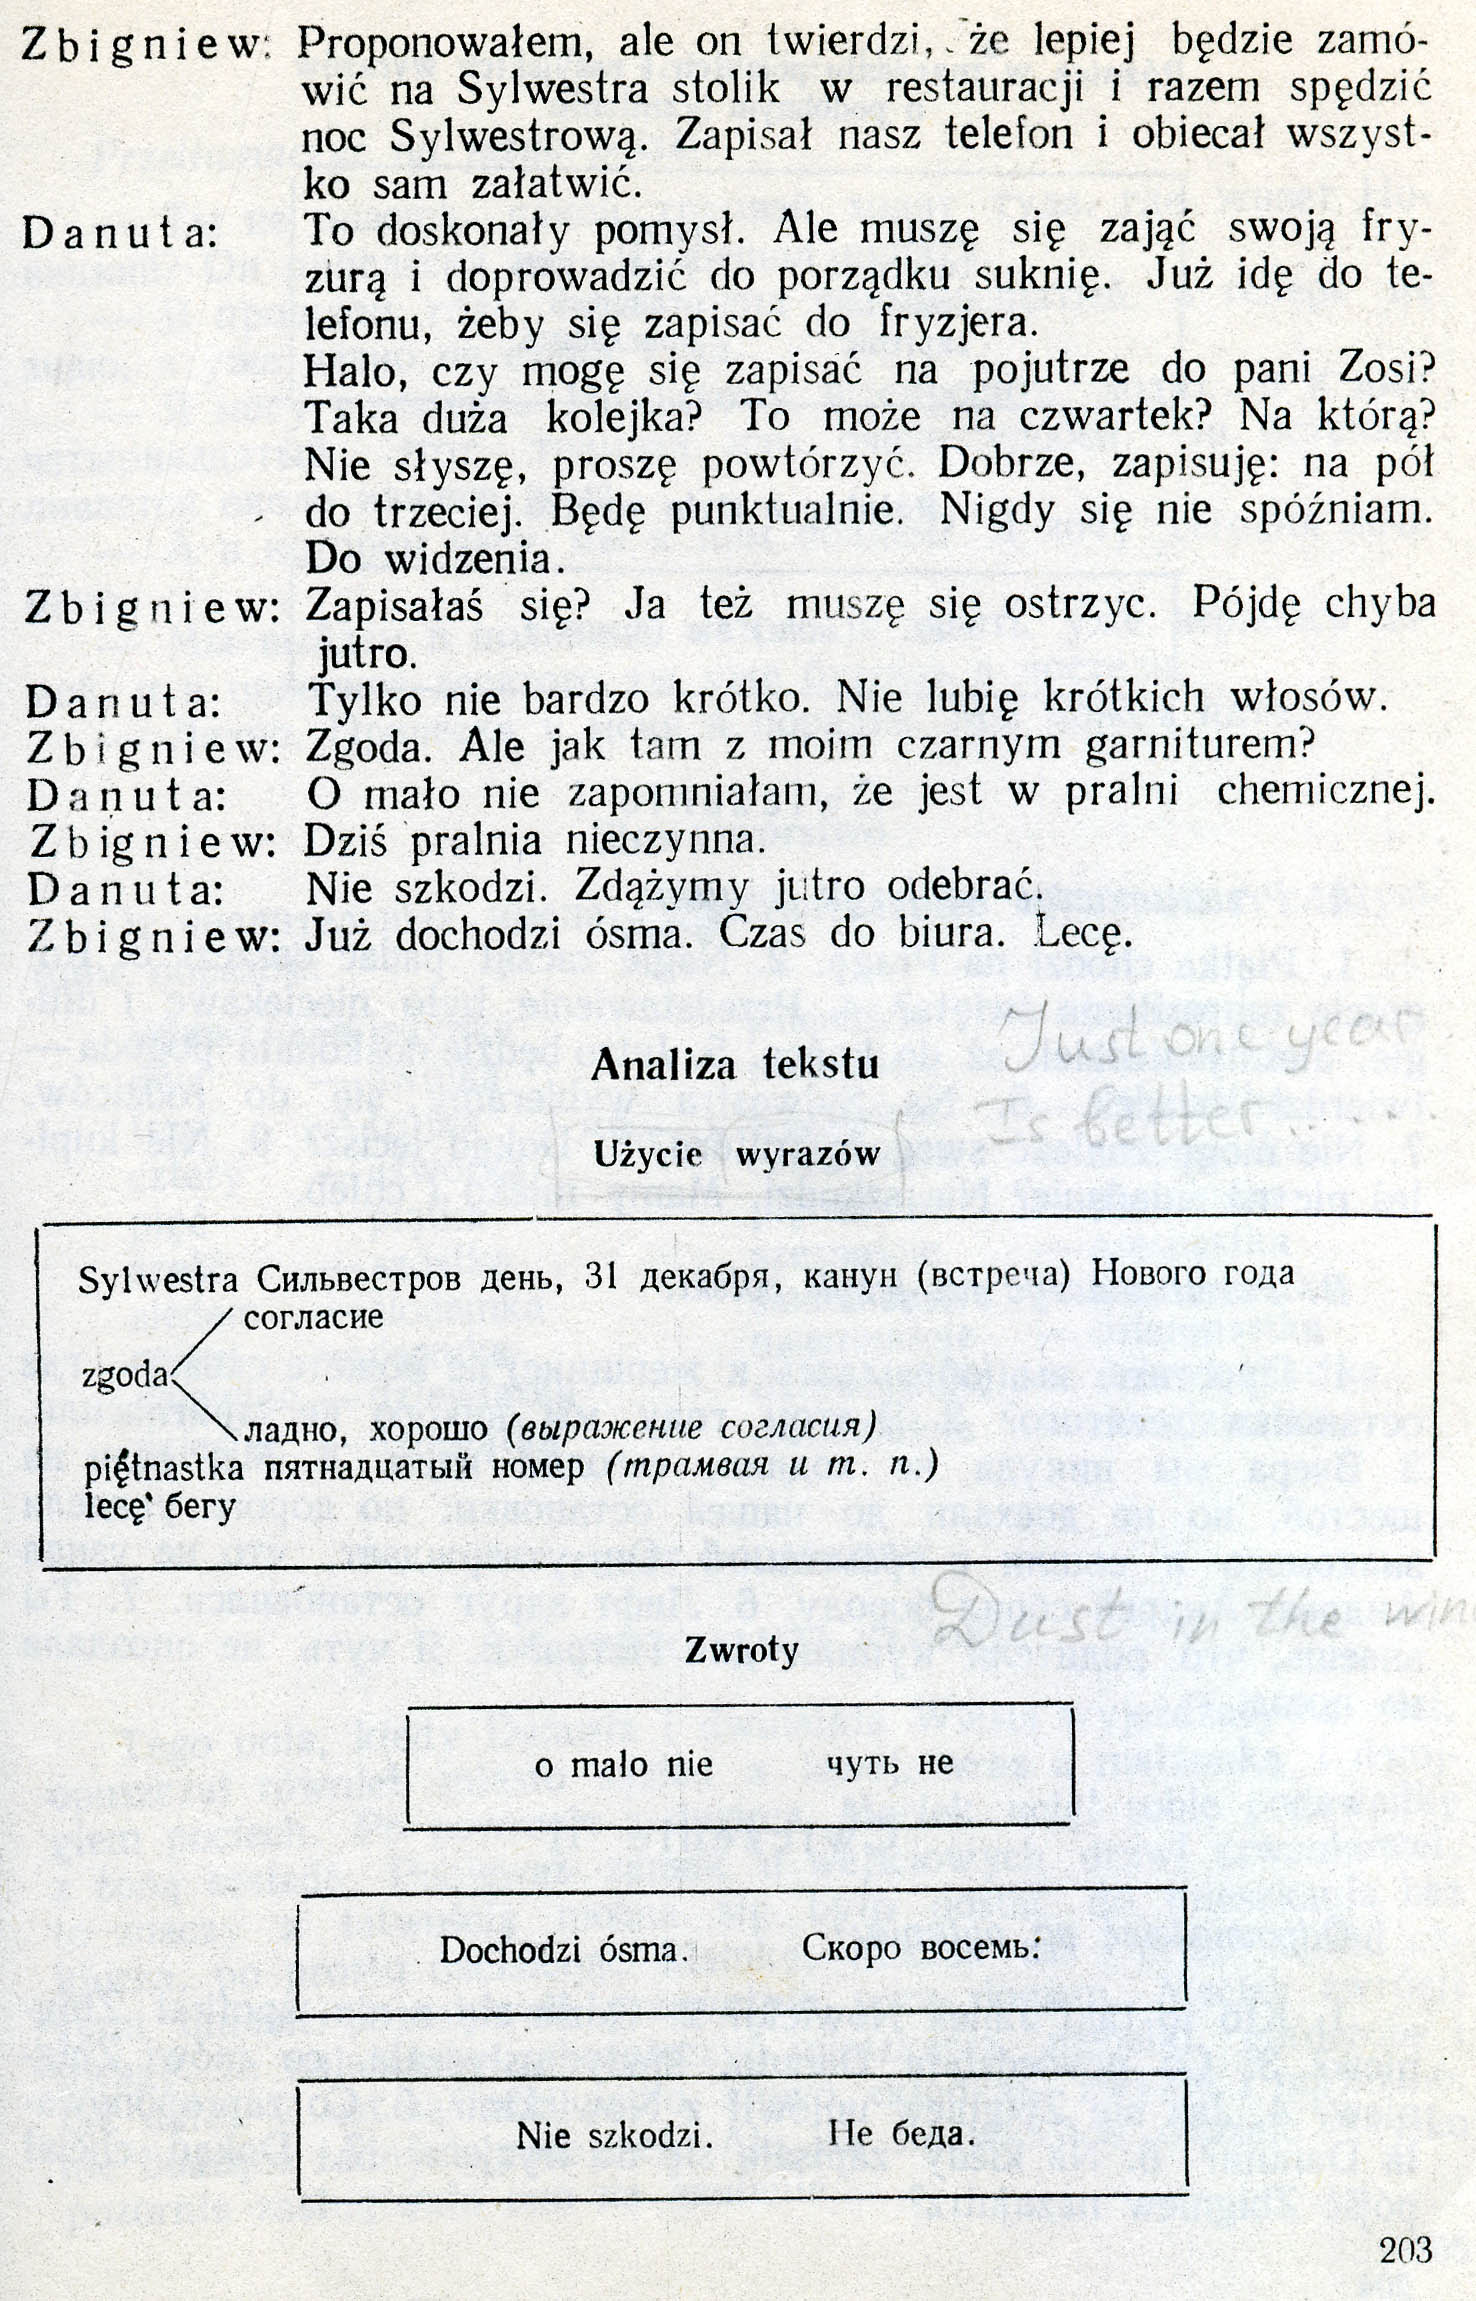 Zbigniew: Proponowałem, ale on twierdzi, że lepiej będzie zamó-
wić na Sylwestra stolik w restauracji i razem spędzić
noc Sylwestrową. Zapisał nasz telefon i obiecał wszyst-
ko sam załatwić.
Danuta: To doskonały pomysł. Ale muszę się zająć swoją fry-
zurą i doprowadzić do porządku suknię. Już idę do te-
lefonu, żeby się zapisać do fryzjera.
Halo, czy mogę się zapisać na pojutrze do pani Zosi?
Taka duża kolejka? To może na czwartek? Na którą?
Nie słyszę, proszę powtórzyć. Dobrze, zapisuję: na pół
do trzeciej. Będę punktualnie. Nigdy się nie spóźniam.
Do widzenia.
Zbigniew: Zapisałaś się? Ja też muszę się ostrzyc. Pójdę chyba
jutro.
Danuta: Tylko nie bardzo krótko. Nie lubię krótkich włosów.
Zbigniew: Zgoda. Ale jak tam z moim czarnym garniturem?
Danuta: O mało nie zapomniałam, że jest w pralni chemicznej.
Zbigniew: Dziś pralnia nieczynna.
Danuta: Nie szkodzi. Zdążymy jutro odebrać.
Zbigniew: Już dochodzi ósma. Czas do biura. Lecę.
Just one year
Analiza tekstu
Is better.....
Użycie wyrazów
Sylwestra Сильвестров день, 31 декабря, канун (встреча) Нового года
согласие
zgoda
ладно, хорошо (выражение согласия)
piętnastka пятнадцатый номер (трамвая и т. п.)
lecę бегу
Dust in the win
Zwroty
o mało nie чуть не
Dochodzi ósma. Скоро восемь.
Nie szkodzi. Не беда.
203